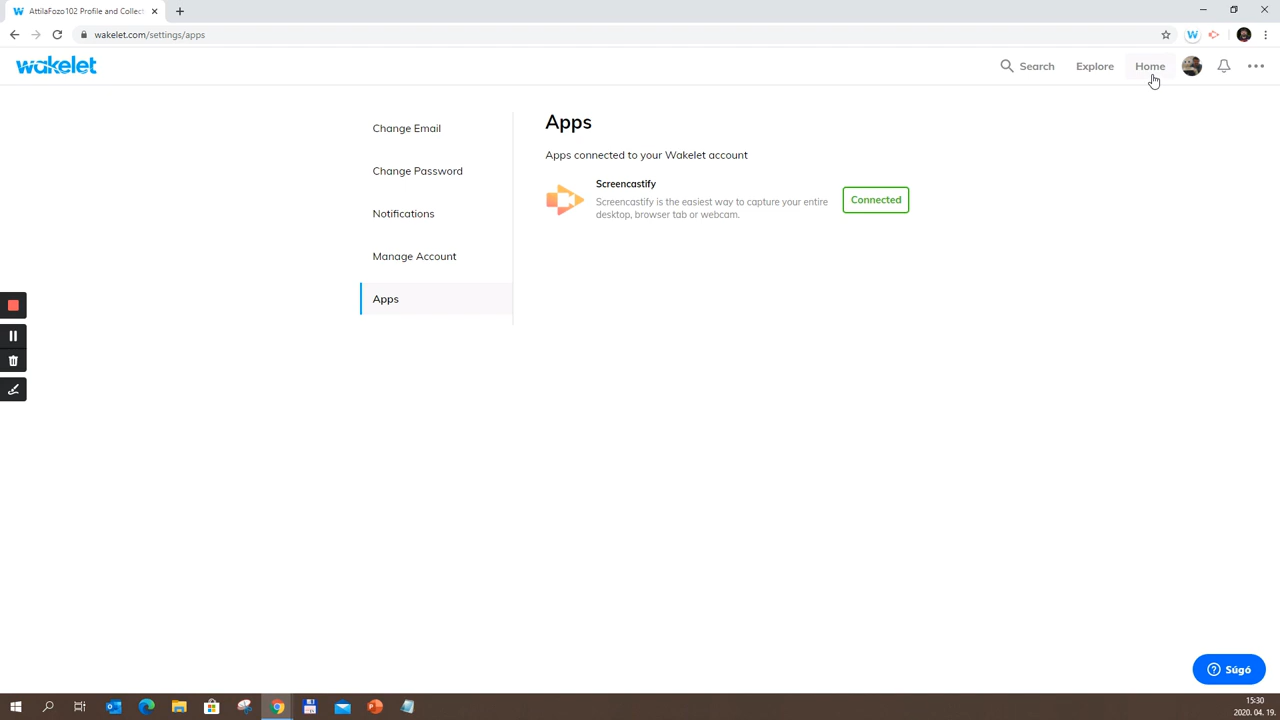 AttilaFozo102 Profile and Collect
wakelet.com/settings/apps
wakelet
Search
Explore
Home
Change Email
Change Password
Notifications
Manage Account
Apps
Apps
Apps connected to your Wakelet account
Screencastify
Screencastify is the easiest way to capture your entire
desktop, browser tab or webcam.
Connected
Súgó
15:30
2020. 04. 19.